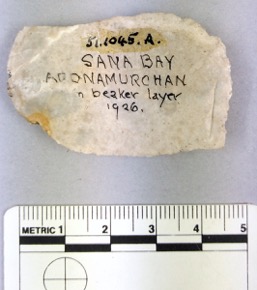 51.1045.A.
SANA BAY
ARDNAMURCHAN
n beaker layer
1926.
METRIC 1 2 3 4 5